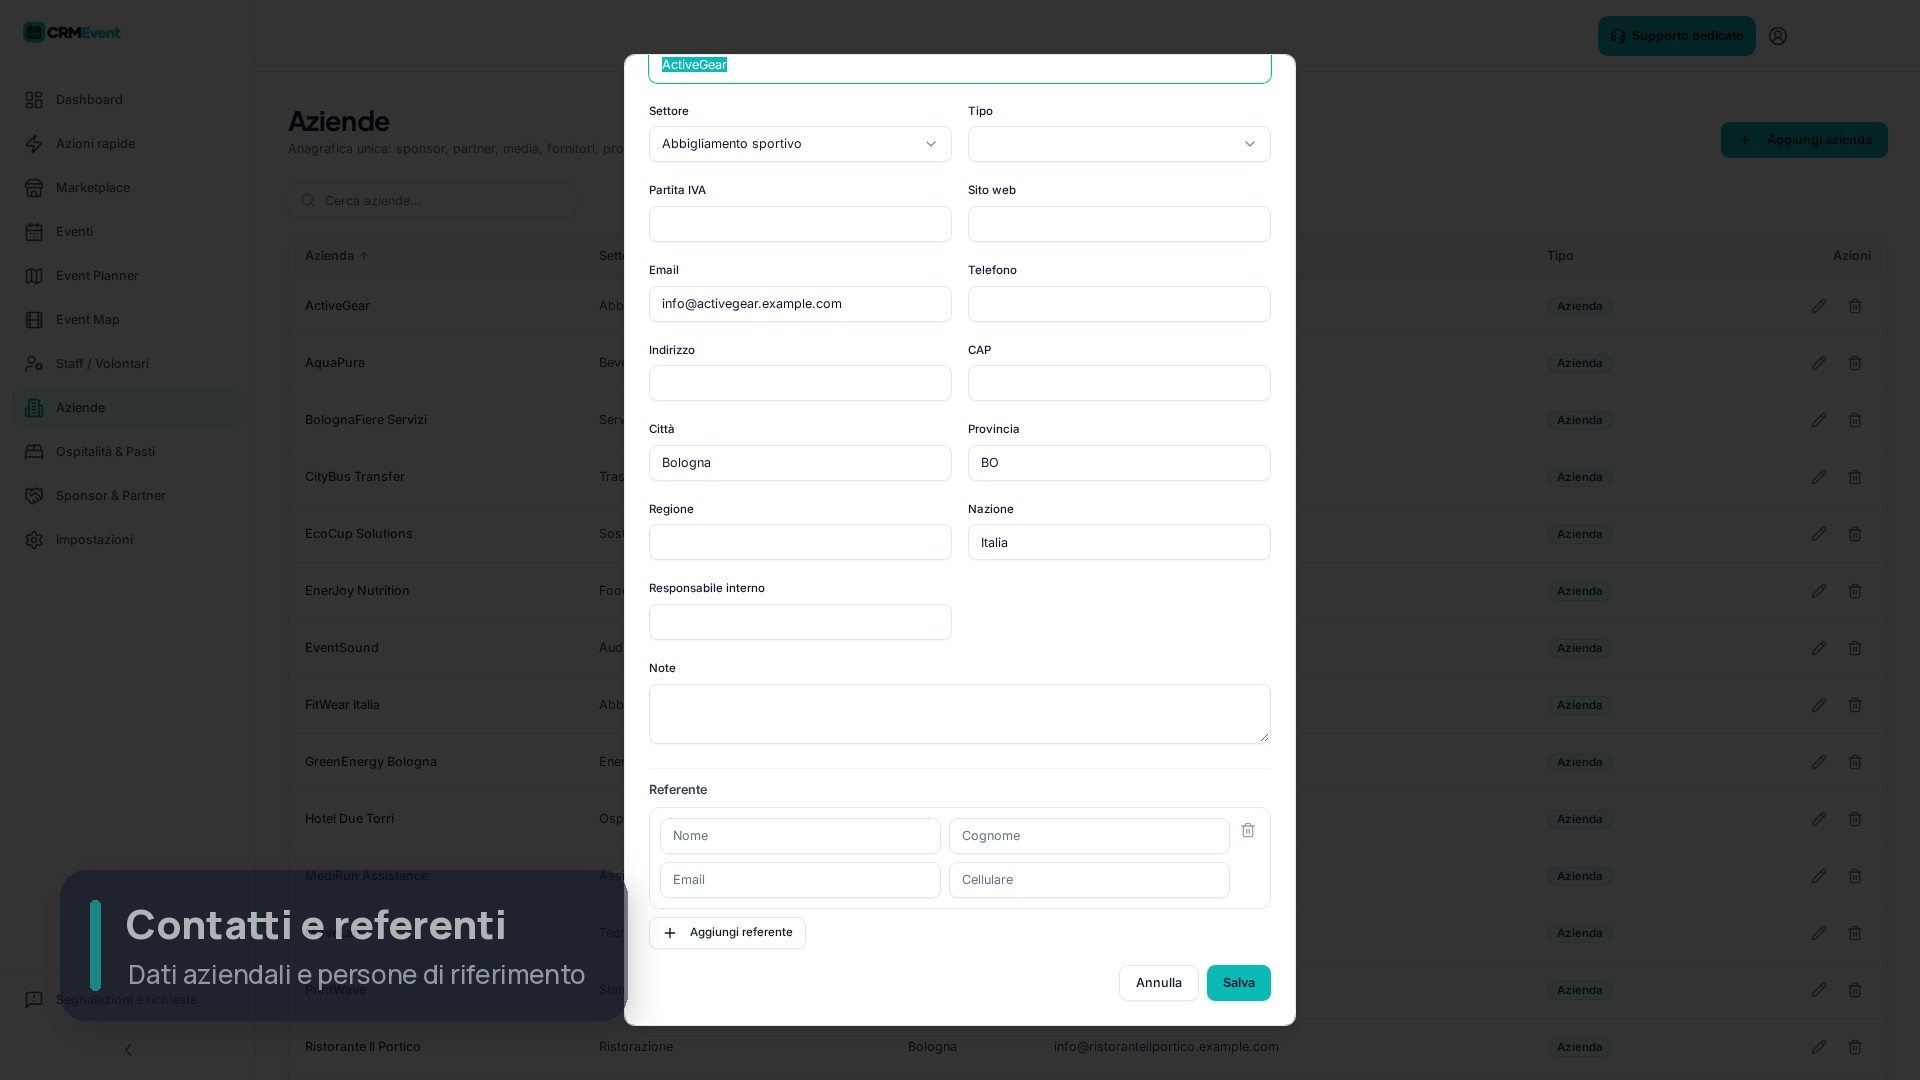 CRMEvent
Supporto dedicato
Dashboard
Azioni rapide
Marketplace
Eventi
Event Planner
Event Map
Staff / Volontari
Aziende
Ospitalità & Pasti
Sponsor & Partner
Impostazioni
Segnalazioni e richieste
Aziende
Anagrafica unica: sponsor, partner, media, fornitori,
Aggiungi azienda
Cerca aziende...
Azienda
Tipo
Azioni
ActiveGear
Azienda
AquaPura
Azienda
BolognaFiere Servizi
Azienda
CityBus Transfer
Azienda
EcoCup Solutions
Azienda
EnerJoy Nutrition
Azienda
EventSound
Azienda
FitWear Italia
Azienda
GreenEnergy Bologna
Azienda
Hotel Due Torri
Azienda
MediRun Assistance
Azienda
Azienda
PrintWave
Azienda
Ristorante Il Portico Ristorazione Bologna info@ristoranteilportico.example.com Azienda
ActiveGear
Settore Tipo
Abbigliamento sportivo
Partita IVA Sito web
Email Telefono
info@activegear.example.com
Indirizzo CAP
Città Provincia
Bologna BO
Regione Nazione
Italia
Responsabile interno
Note
Referente
Nome Cognome
Email Cellulare
Aggiungi referente
Annulla Salva
Contatti e referenti
Dati aziendali e persone di riferimento